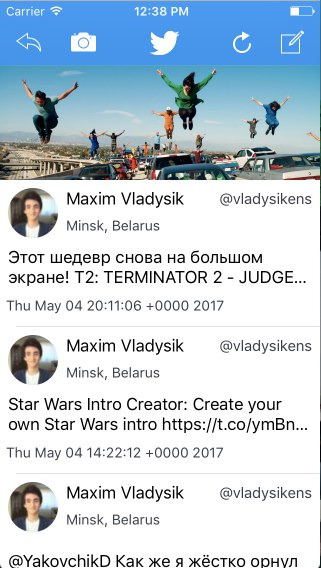 Carrier 12:38 PM
Maxim Vladysik @vladysikens
Minsk, Belarus
Этот шедевр снова на большом
экране! T2: TERMINATOR 2 - JUDGE...
Thu May 04 20:11:06 +0000 2017
Maxim Vladysik @vladysikens
Minsk, Belarus
Star Wars Intro Creator: Create your
own Star Wars intro https://t.co/ymBn...
Thu May 04 14:22:12 +0000 2017
Maxim Vladysik @vladysikens
Minsk, Belarus
@YakovchikD Как же я жёстко орнул